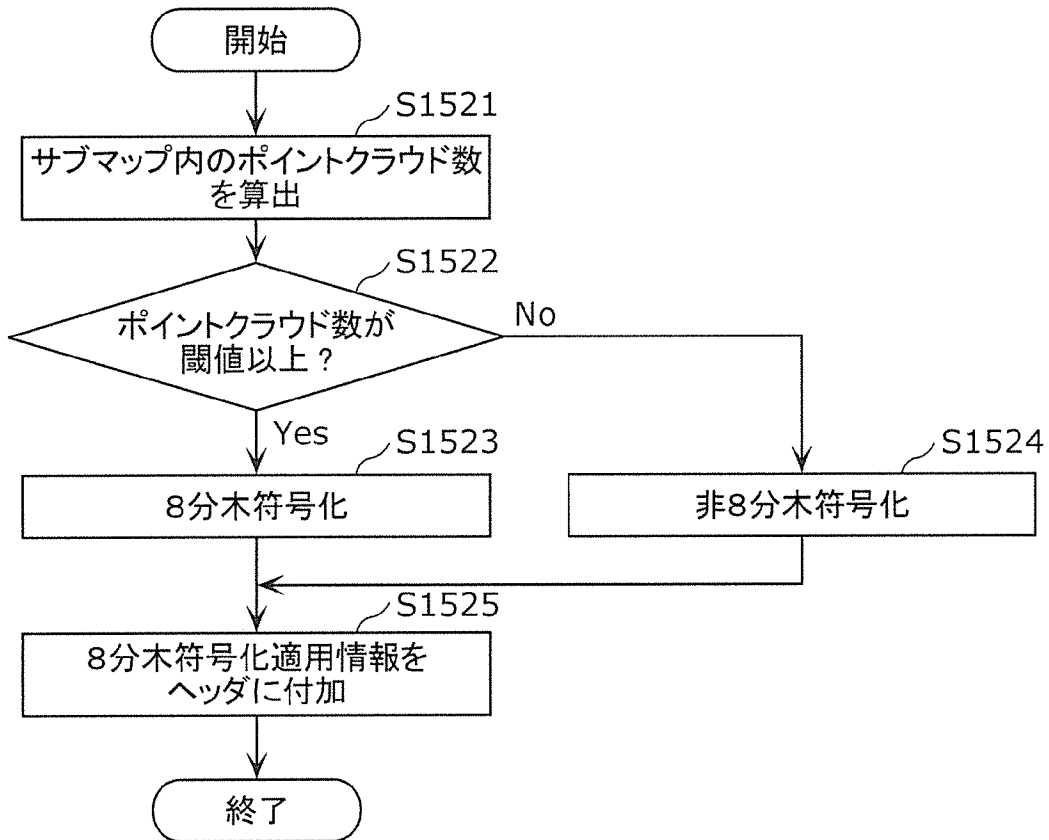 開始
S1521
サブマップ内のポイントクラウド数
を算出
S1522
ポイントクラウド数が
閾値以上?
No
Yes
S1523
8分木符号化
S1524
非8分木符号化
S1525
8分木符号化適用情報を
ヘッダに付加
終了